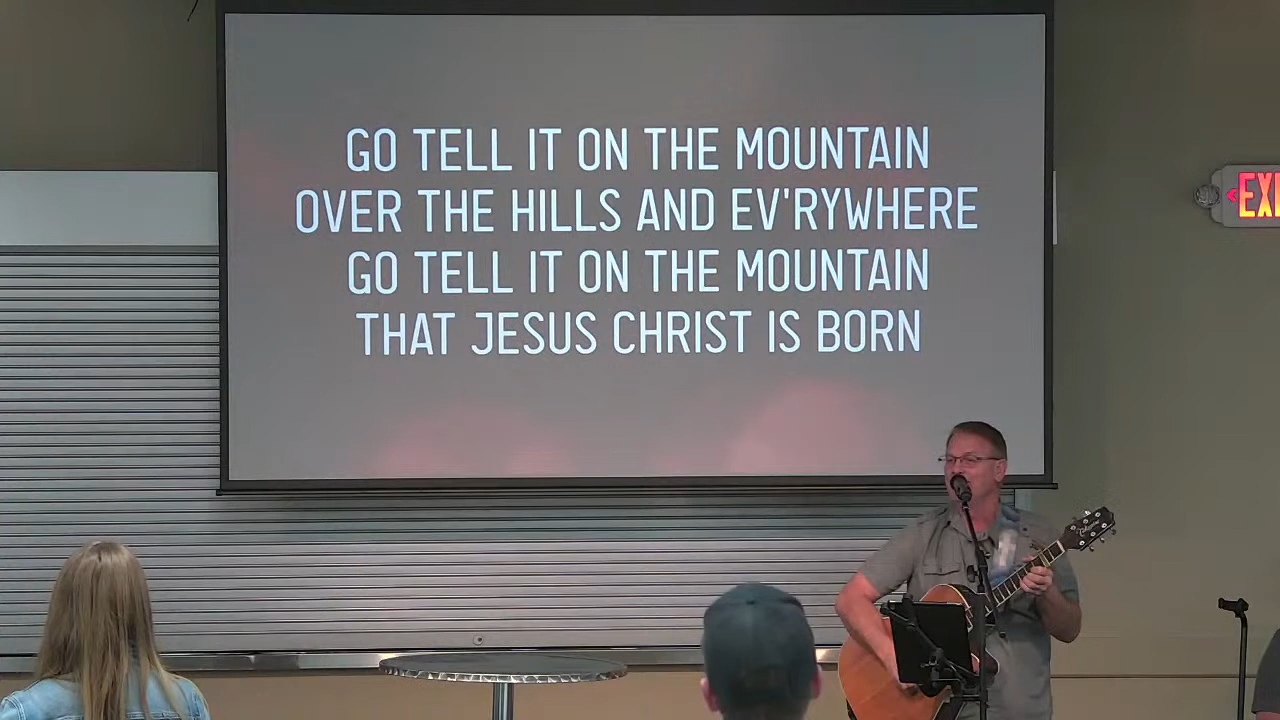 GO TELL IT ON THE MOUNTAIN
OVER THE HILLS AND EV'RYWHERE
GO TELL IT ON THE MOUNTAIN
THAT JESUS CHRIST IS BORN